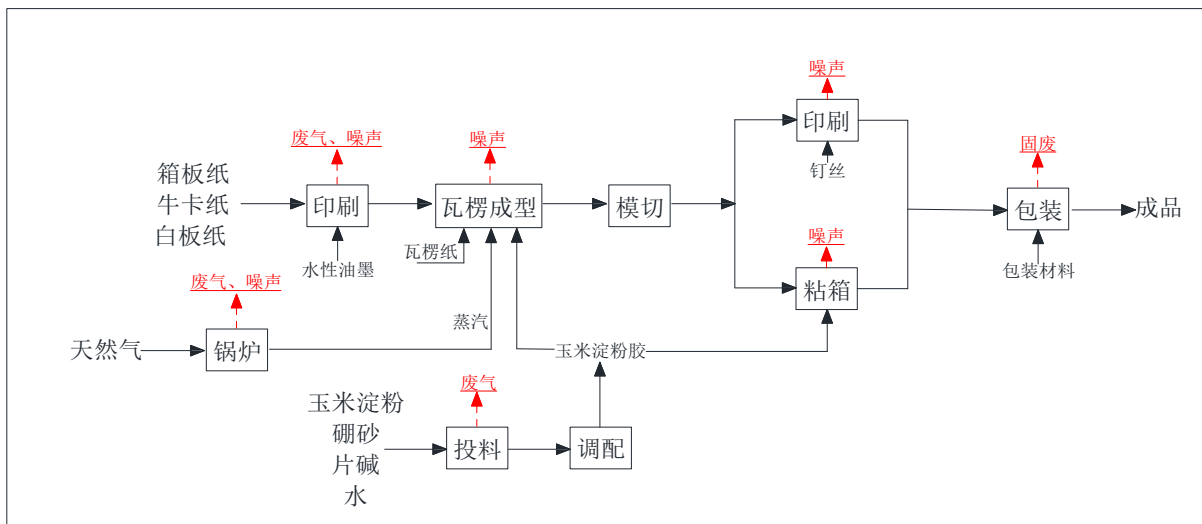 噪声
印刷
钉丝
废气、噪声
噪声
固废
箱板纸
牛卡纸
白板纸
印刷
瓦楞成型
模切
包装
成品
水性油墨
瓦楞纸
噪声
粘箱
包装材料
废气、噪声
天然气
锅炉
蒸汽
玉米淀粉胶
废气
玉米淀粉
硼砂
片碱
水
投料
调配